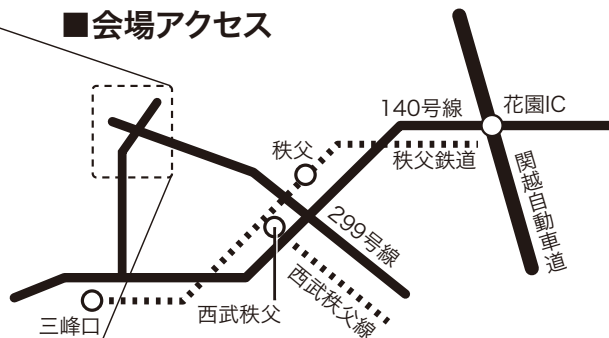 ■会場アクセス
140号線
花園IC
秩父
秩父鉄道
関越自動車道
299号線
西武秩父線
西武秩父
三峰口